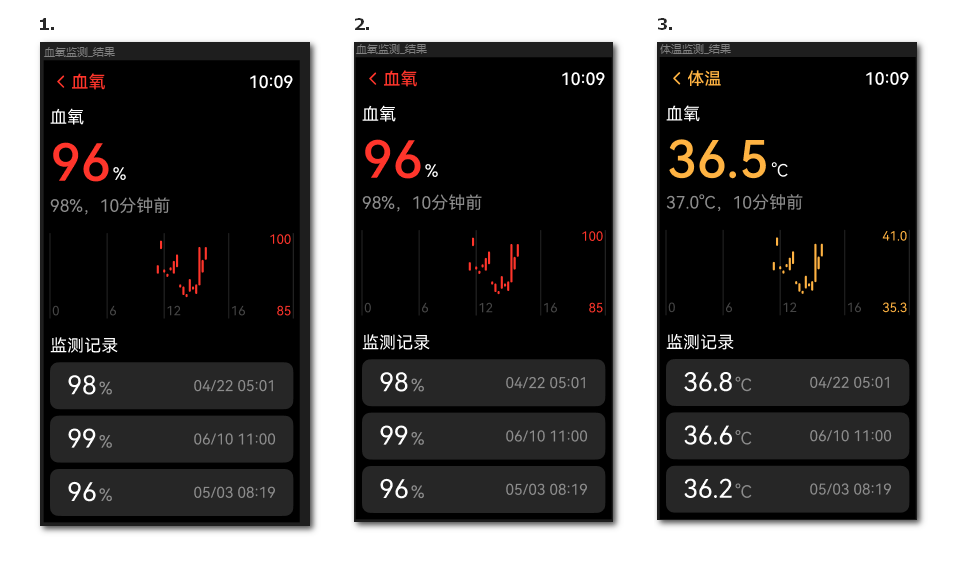 1.
血氧监测_结果
血氧 10:09
血氧
96%
98%，10分钟前
100
0 6 12 16 85
监测记录
98% 04/22 05:01
99% 06/10 11:00
96% 05/03 08:19
2.
血氧监测_结果
血氧 10:09
血氧
96%
98%，10分钟前
100
0 6 12 16 85
监测记录
98% 04/22 05:01
99% 06/10 11:00
96% 05/03 08:19
3.
体温监测_结果
体温 10:09
血氧
36.5℃
37.0℃，10分钟前
41.0
0 6 12 16 35.3
监测记录
36.8℃ 04/22 05:01
36.6℃ 06/10 11:00
36.2℃ 05/03 08:19